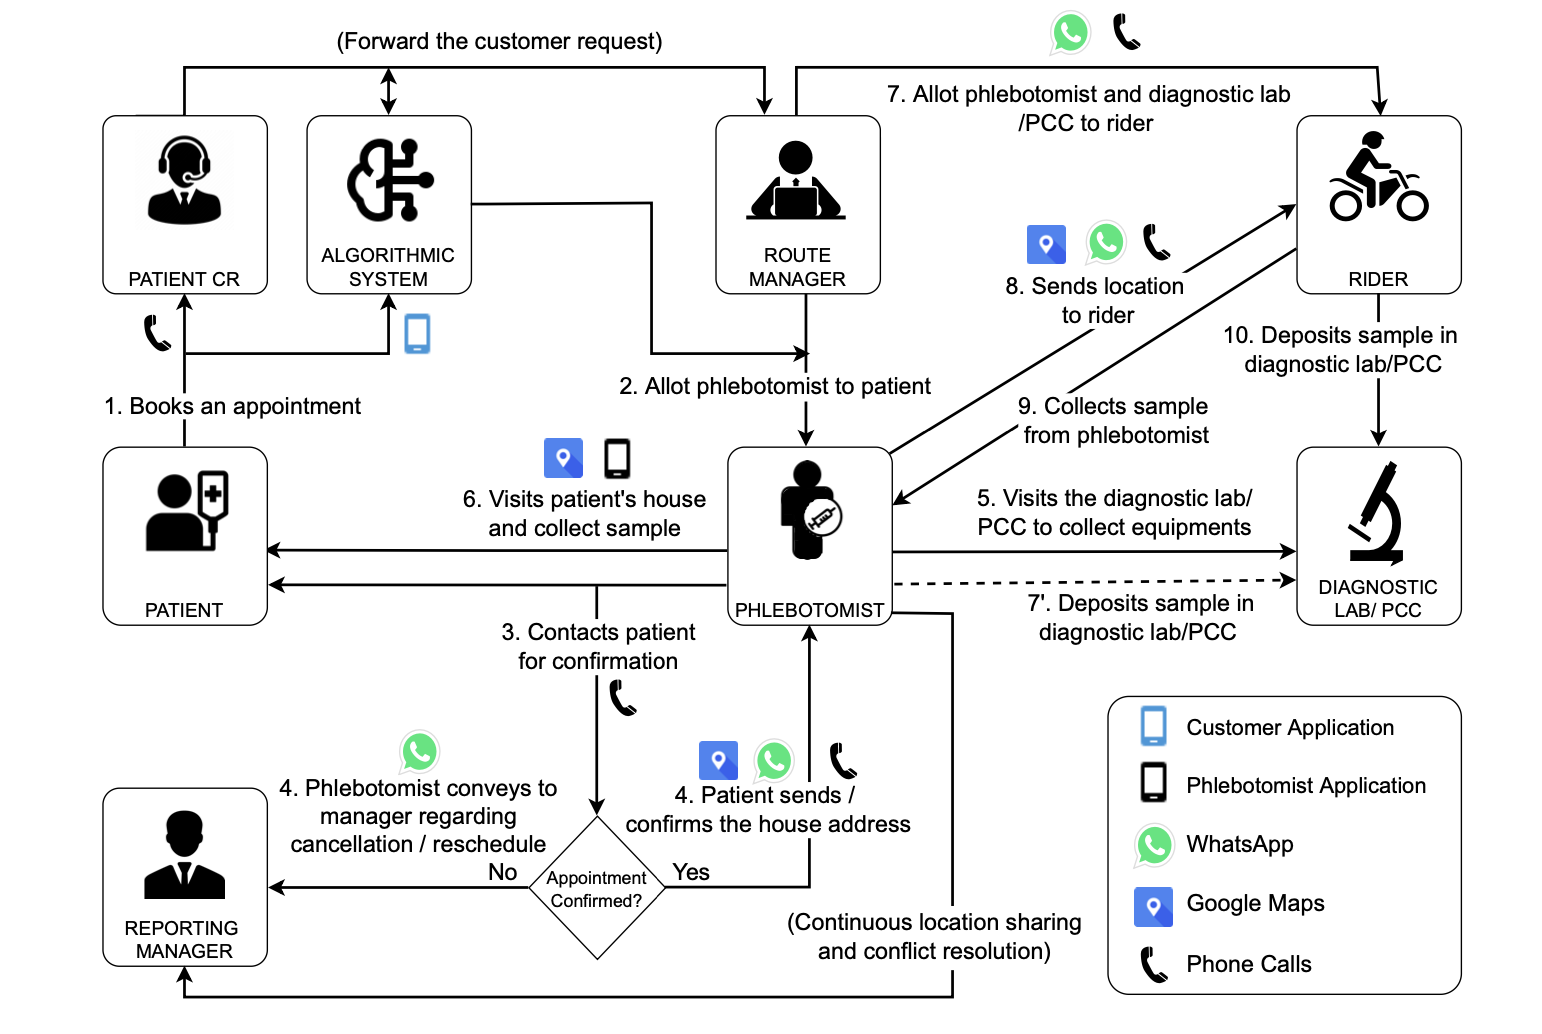 (Forward the customer request)
7. Allot phlebotomist and diagnostic lab
/PCC to rider
PATIENT CR
ALGORITHMIC
SYSTEM
ROUTE
MANAGER
RIDER
8. Sends location
to rider
10. Deposits sample in
diagnostic lab/PCC
1. Books an appointment
2. Allot phlebotomist to patient
9. Collects sample
from phlebotomist
6. Visits patient's house
and collect sample
5. Visits the diagnostic lab/
PCC to collect equipments
PATIENT
PHLEBOTOMIST
DIAGNOSTIC
LAB/ PCC
7'. Deposits sample in
diagnostic lab/PCC
3. Contacts patient
for confirmation
4. Phlebotomist conveys to
manager regarding
cancellation / reschedule
4. Patient sends /
confirms the house address
No
Yes
Appointment
Confirmed?
REPORTING
MANAGER
(Continuous location sharing
and conflict resolution)
Customer Application
Phlebotomist Application
WhatsApp
Google Maps
Phone Calls